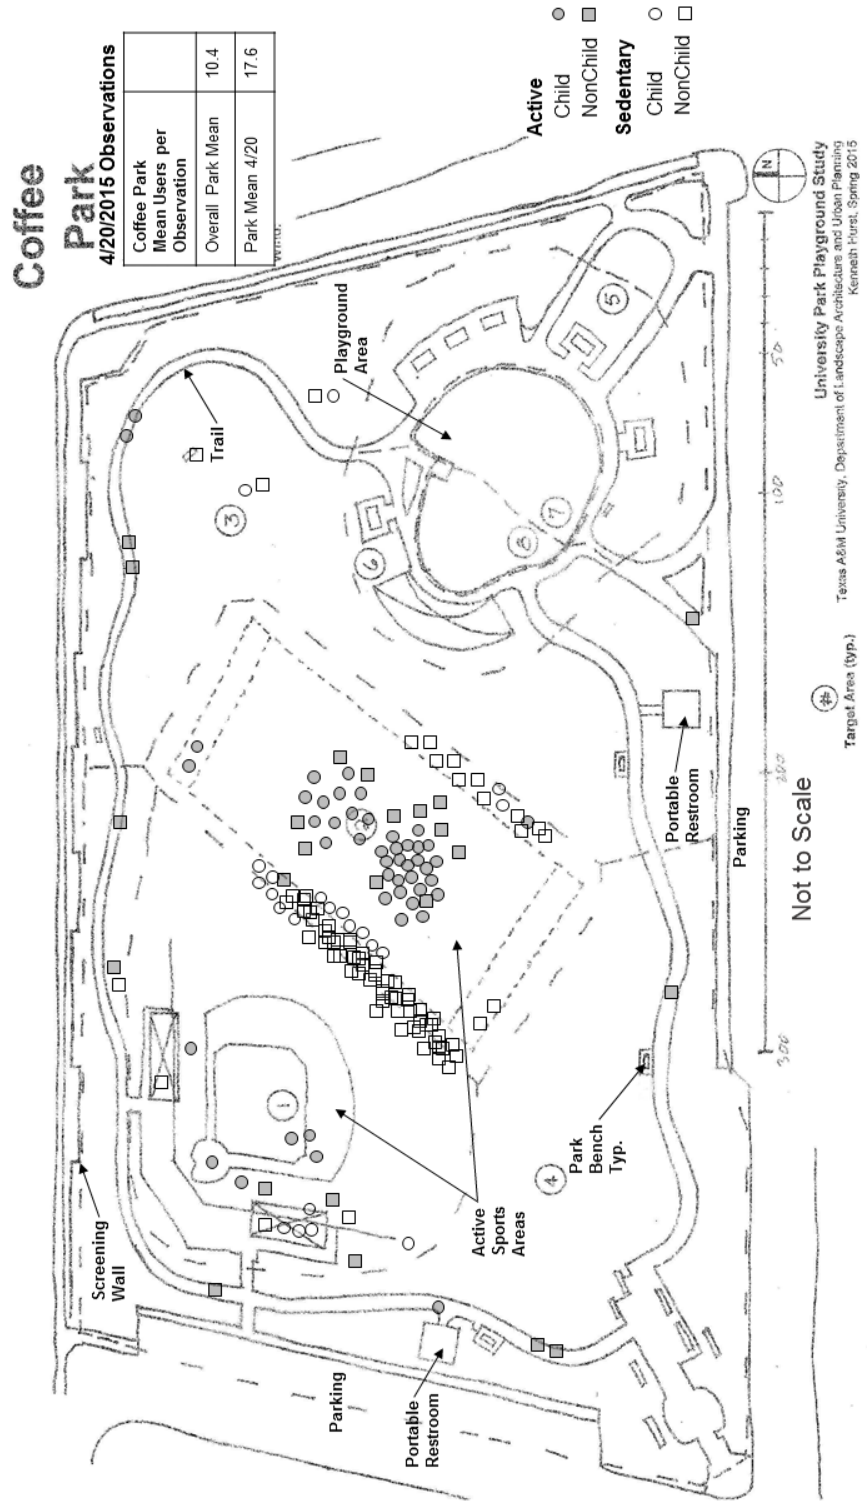 Coffee
Park
4/20/2015 Observations
Coffee Park
Mean Users per
Observation
Overall Park Mean 10.4
Park Mean 4/20 17.6
Active
Child
NonChild
Sedentary
Child
NonChild
Screening
Wall
Trail
Playground
Area
1
2
3
4
5
6
7
8
Active
Sports
Areas
Park
Bench
Typ.
Parking
Portable
Restroom
Portable
Restroom
Parking
N
300
200
100
50
Not to Scale
#
Target Area (typ.)
University Park Playground Study
Texas A&M University, Department of Landscape Architecture and Urban Planning
Kenneth Hurst, Spring 2015